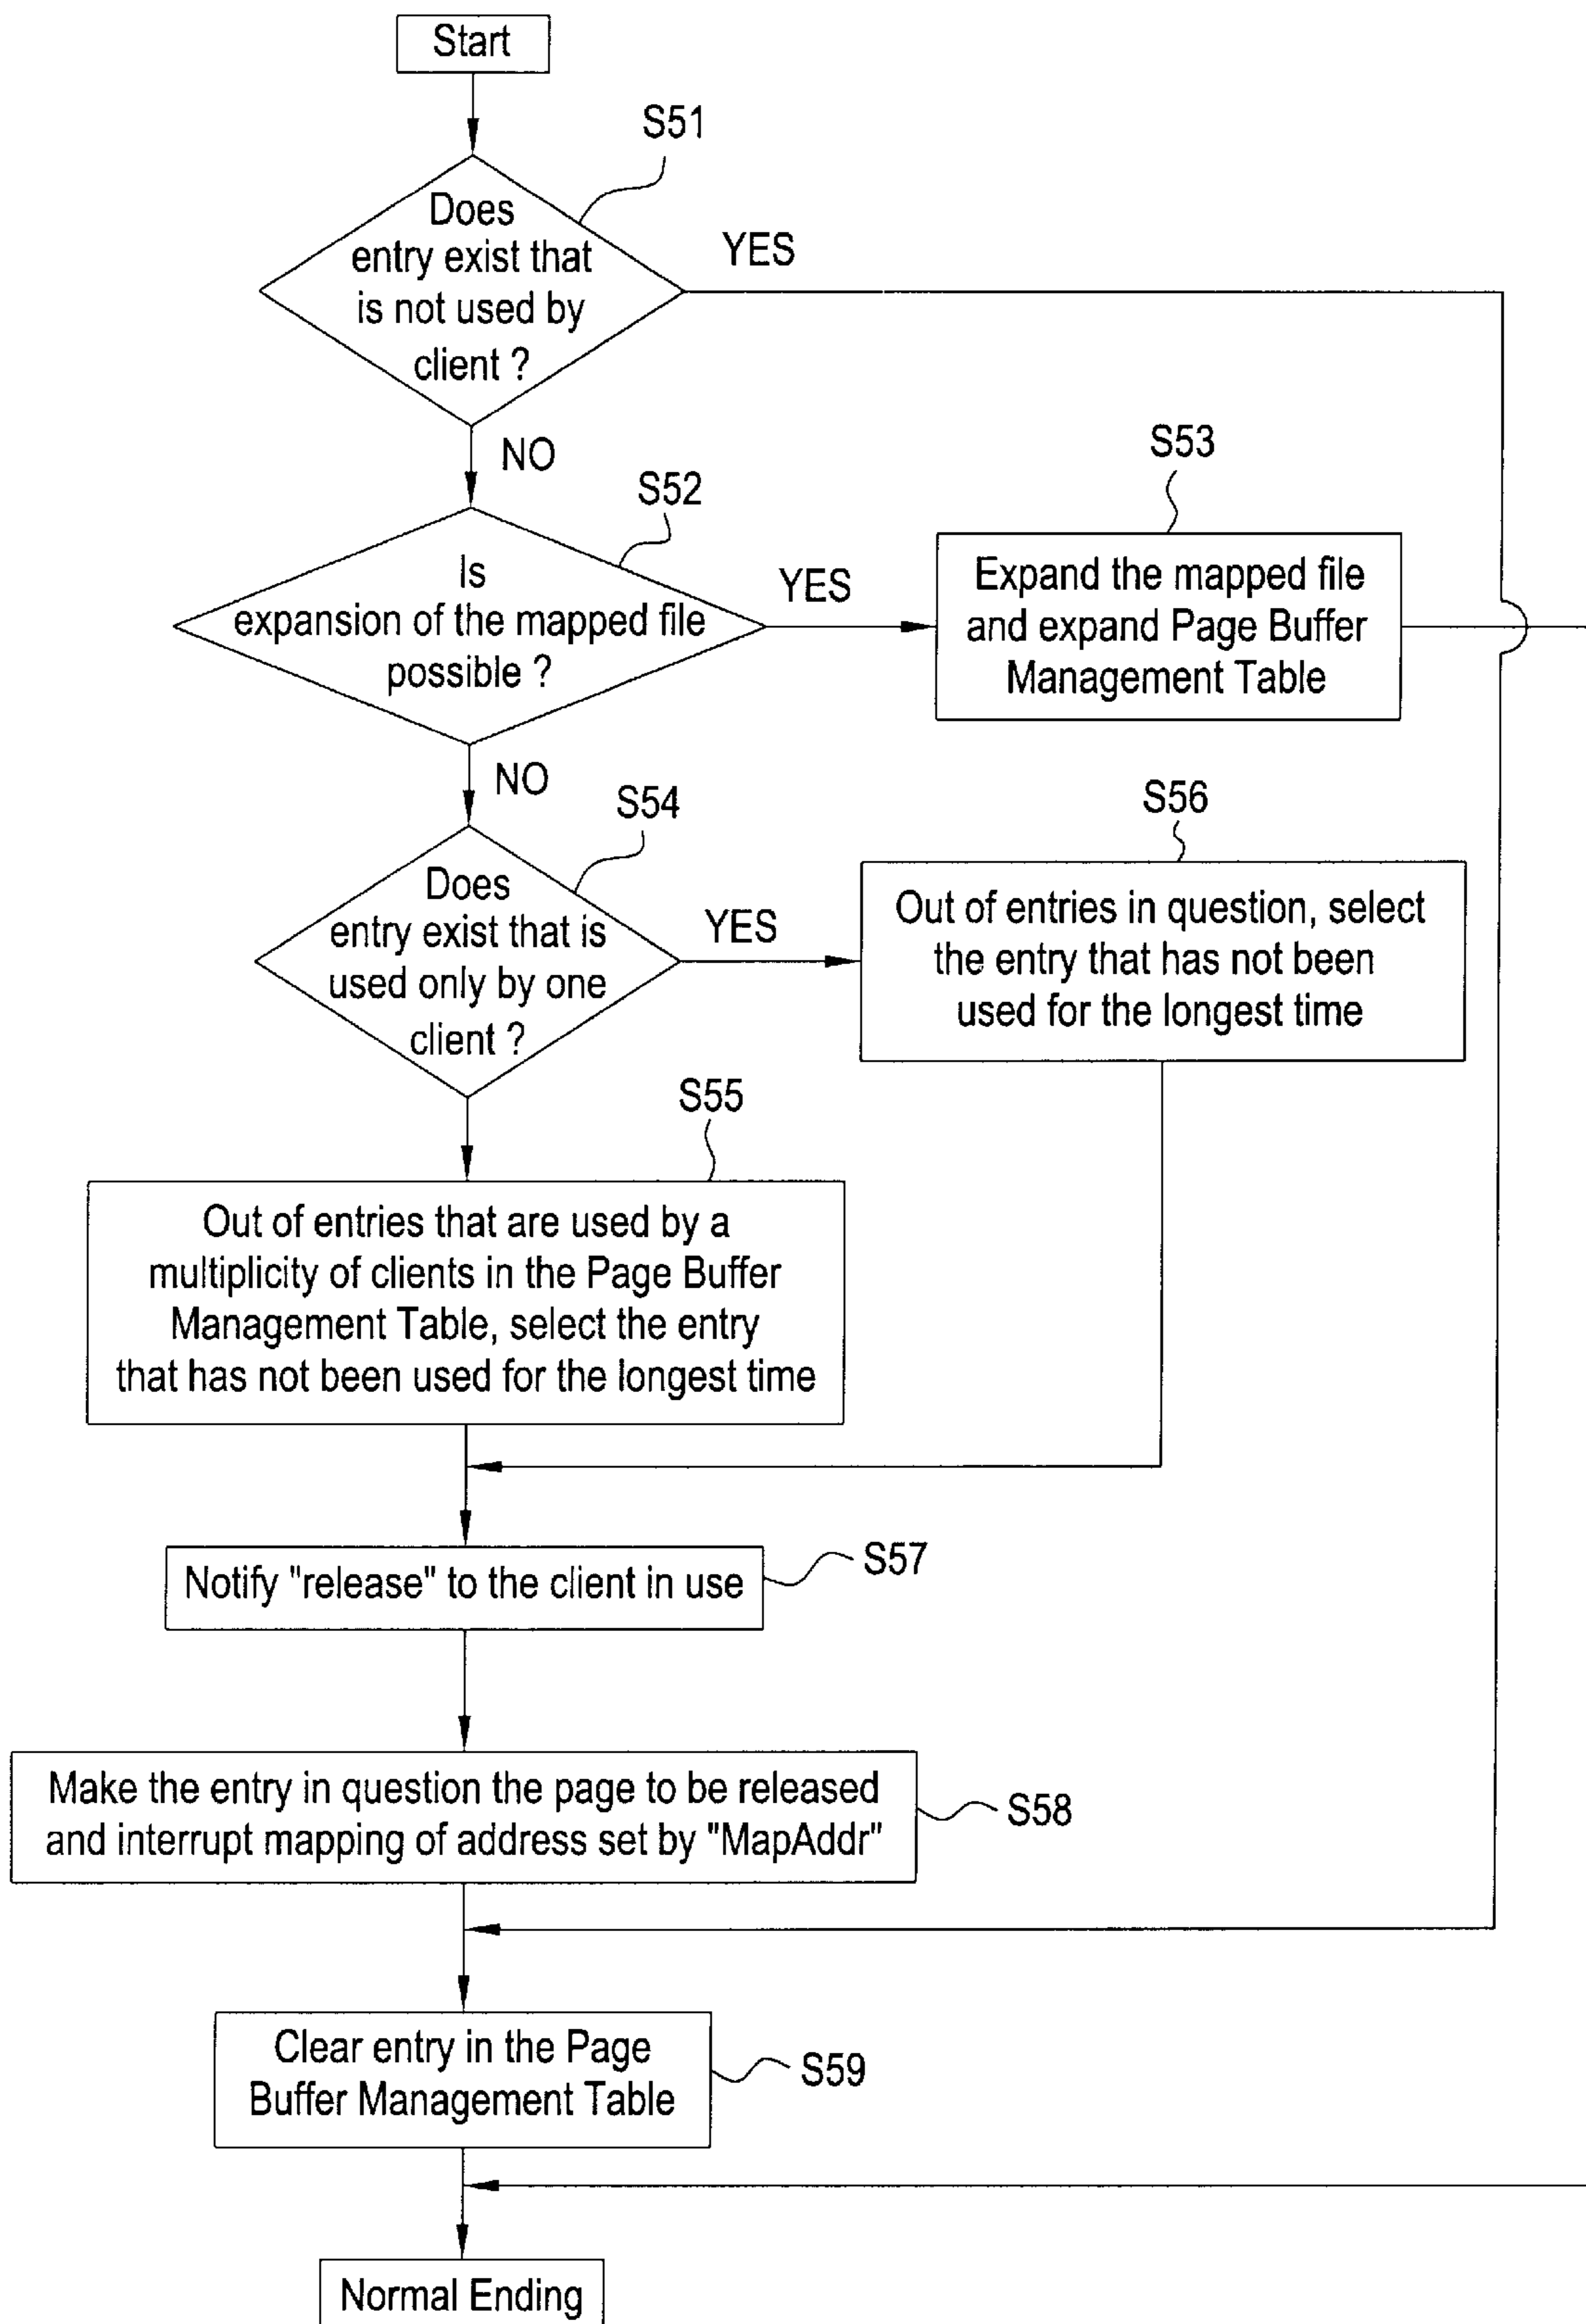 Start
S51
Does
entry exist that
is not used by
client ?
YES
NO
S52
Is
expansion of the mapped file
possible ?
YES
S53
Expand the mapped file
and expand Page Buffer
Management Table
NO
S54
Does
entry exist that is
used only by one
client ?
YES
S56
Out of entries in question, select
the entry that has not been
used for the longest time
S55
Out of entries that are used by a
multiplicity of clients in the Page Buffer
Management Table, select the entry
that has not been used for the longest time
Notify "release" to the client in use
S57
Make the entry in question the page to be released
and interrupt mapping of address set by "MapAddr"
S58
Clear entry in the Page
Buffer Management Table
S59
Normal Ending